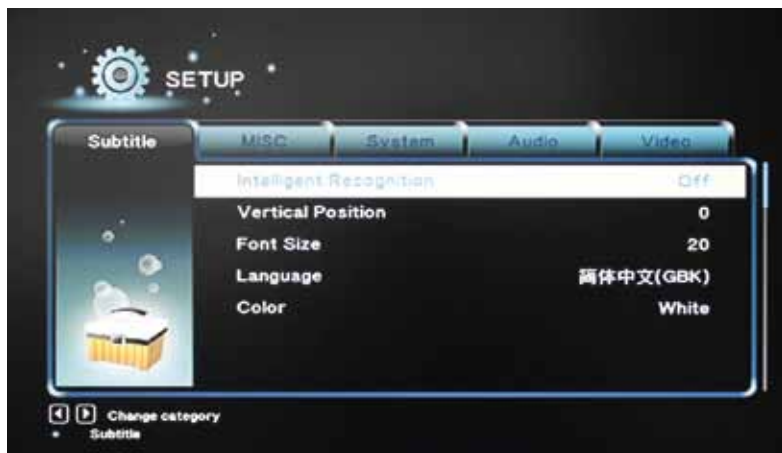 SETUP
Subtitle MISC System Audio Video
Intelligent Recognition Off
Vertical Position 0
Font Size 20
Language 简体中文(GBK)
Color White
Change category
Subtitle